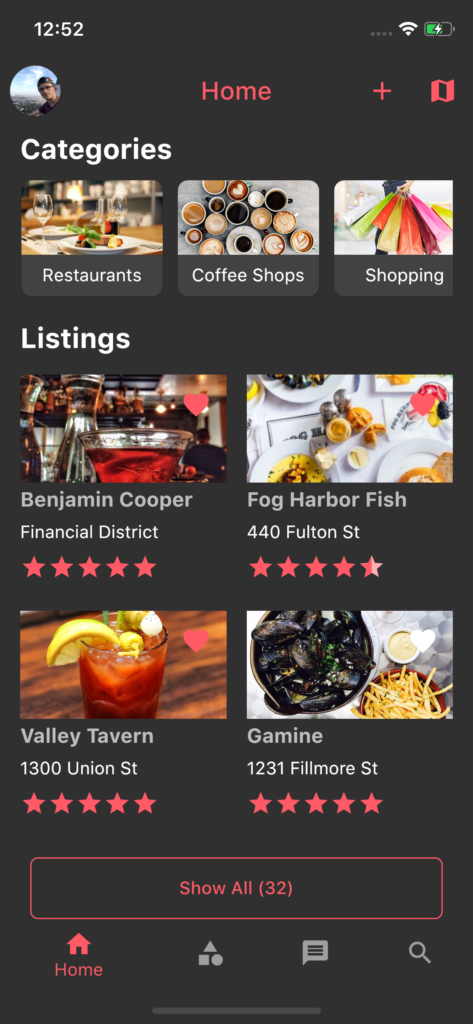 12:52
Home
Categories
Restaurants
Coffee Shops
Shopping
Listings
Benjamin Cooper
Fog Harbor Fish
Financial District
440 Fulton St
Valley Tavern
Gamine
1300 Union St
1231 Fillmore St
Show All (32)
Home